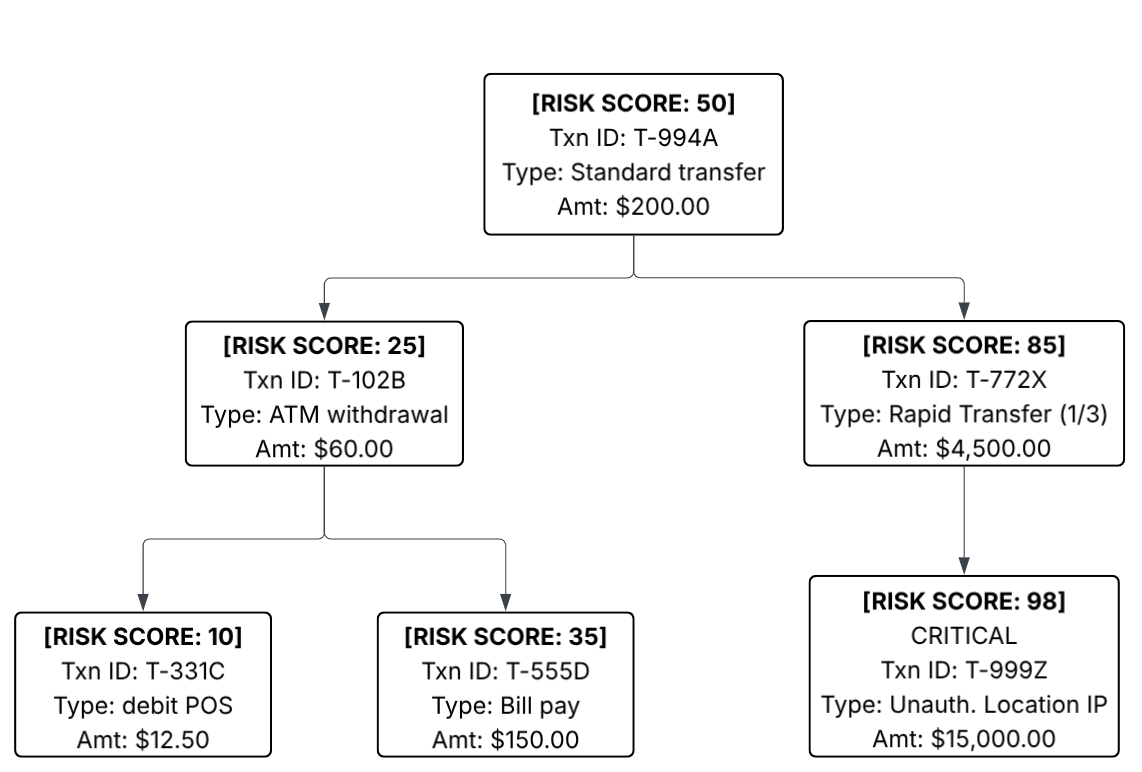 [RISK SCORE: 50]
Txn ID: T-994A
Type: Standard transfer
Amt: $200.00
[RISK SCORE: 25]
Txn ID: T-102B
Type: ATM withdrawal
Amt: $60.00
[RISK SCORE: 85]
Txn ID: T-772X
Type: Rapid Transfer (1/3)
Amt: $4,500.00
[RISK SCORE: 10]
Txn ID: T-331C
Type: debit POS
Amt: $12.50
[RISK SCORE: 35]
Txn ID: T-555D
Type: Bill pay
Amt: $150.00
[RISK SCORE: 98]
CRITICAL
Txn ID: T-999Z
Type: Unauth. Location IP
Amt: $15,000.00